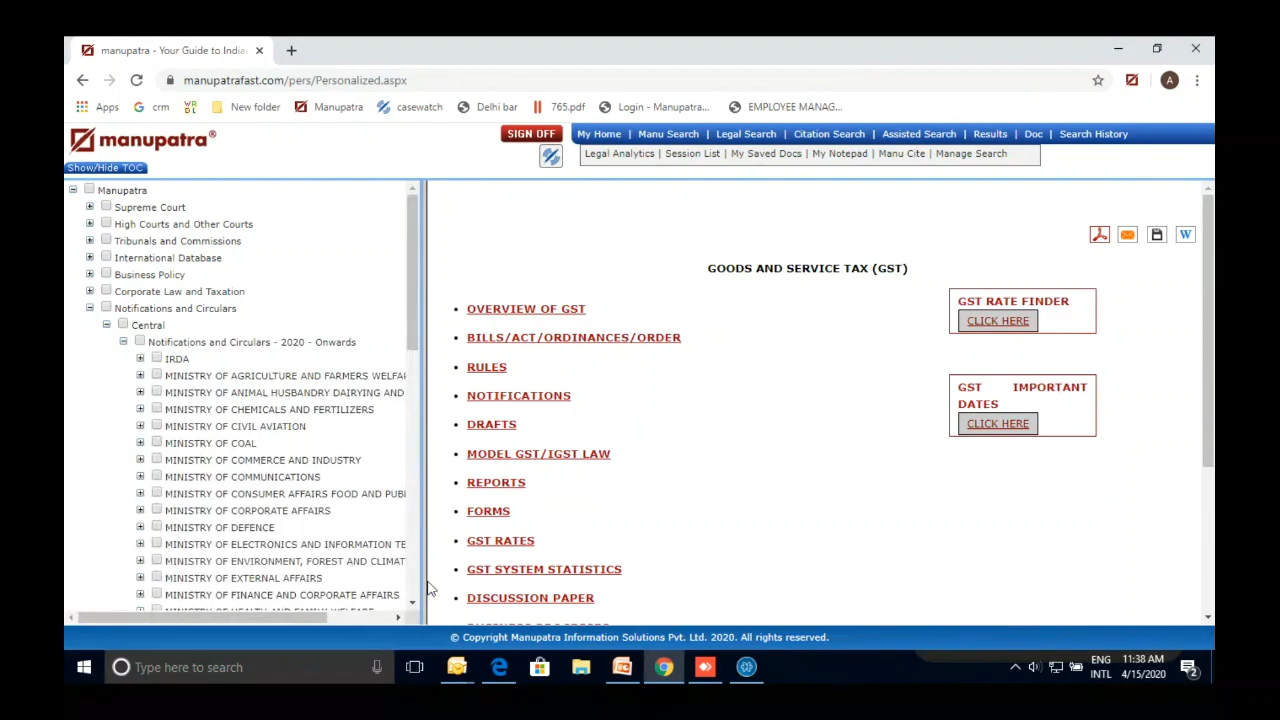 manupatra - Your Guide to India
manupatrafast.com/pers/Personalized.aspx
A
Apps
crm
New folder
Manupatra
casewatch
Delhi bar
765.pdf
Login - Manupatra...
EMPLOYEE MANAG...
manupatra®
SIGN OFF
My Home | Manu Search | Legal Search | Citation Search | Assisted Search | Results | Doc | Search History
Legal Analytics | Session List | My Saved Docs | My Notepad | Manu Cite | Manage Search
Show/Hide TOC
Manupatra
Supreme Court
High Courts and Other Courts
Tribunals and Commissions
International Database
Business Policy
Corporate Law and Taxation
Notifications and Circulars
Central
Notifications and Circulars - 2020 - Onwards
IRDA
MINISTRY OF AGRICULTURE AND FARMERS WELFA
MINISTRY OF ANIMAL HUSBANDRY DAIRYING AND
MINISTRY OF CHEMICALS AND FERTILIZERS
MINISTRY OF CIVIL AVIATION
MINISTRY OF COAL
MINISTRY OF COMMERCE AND INDUSTRY
MINISTRY OF COMMUNICATIONS
MINISTRY OF CONSUMER AFFAIRS FOOD AND PUB
MINISTRY OF CORPORATE AFFAIRS
MINISTRY OF DEFENCE
MINISTRY OF ELECTRONICS AND INFORMATION TE
MINISTRY OF ENVIRONMENT, FOREST AND CLIMAT
MINISTRY OF EXTERNAL AFFAIRS
MINISTRY OF FINANCE AND CORPORATE AFFAIRS
MINISTRY OF HEALTH AND FAMILY WELFARE
W
GOODS AND SERVICE TAX (GST)
OVERVIEW OF GST
BILLS/ACT/ORDINANCES/ORDER
RULES
NOTIFICATIONS
DRAFTS
MODEL GST/IGST LAW
REPORTS
FORMS
GST RATES
GST SYSTEM STATISTICS
DISCUSSION PAPER
GST RATE FINDER
CLICK HERE
GST IMPORTANT
DATES
CLICK HERE
© Copyright Manupatra Information Solutions Pvt. Ltd. 2020. All rights reserved.
Type here to search
ENG
INTL
11:38 AM
4/15/2020
2